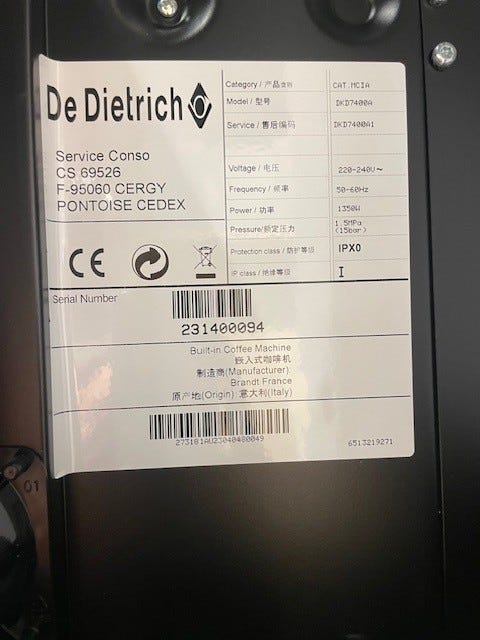 De Dietrich
Service Conso
CS 69526
F-95060 CERGY
PONTOISE CEDEX
Category / 产品类别 CAT.MCIA
Model / 型号 DKD7400A
Service / 售后编码 DKD7400A1
Voltage / 电压 220-240V~
Frequency / 频率 50-60Hz
Power / 功率 1350W
Pressure/额定压力 1.5MPa
(15bar)
Protection class / 防护等级 IPX0
IP class / 绝缘等级 I
CE
Serial Number
231400094
Built-in Coffee Machine
嵌入式咖啡机
制造商(Manufacturer):
Brandt France
原产地(Origin):意大利(Italy)
273181AU23040480049
6513219271
01